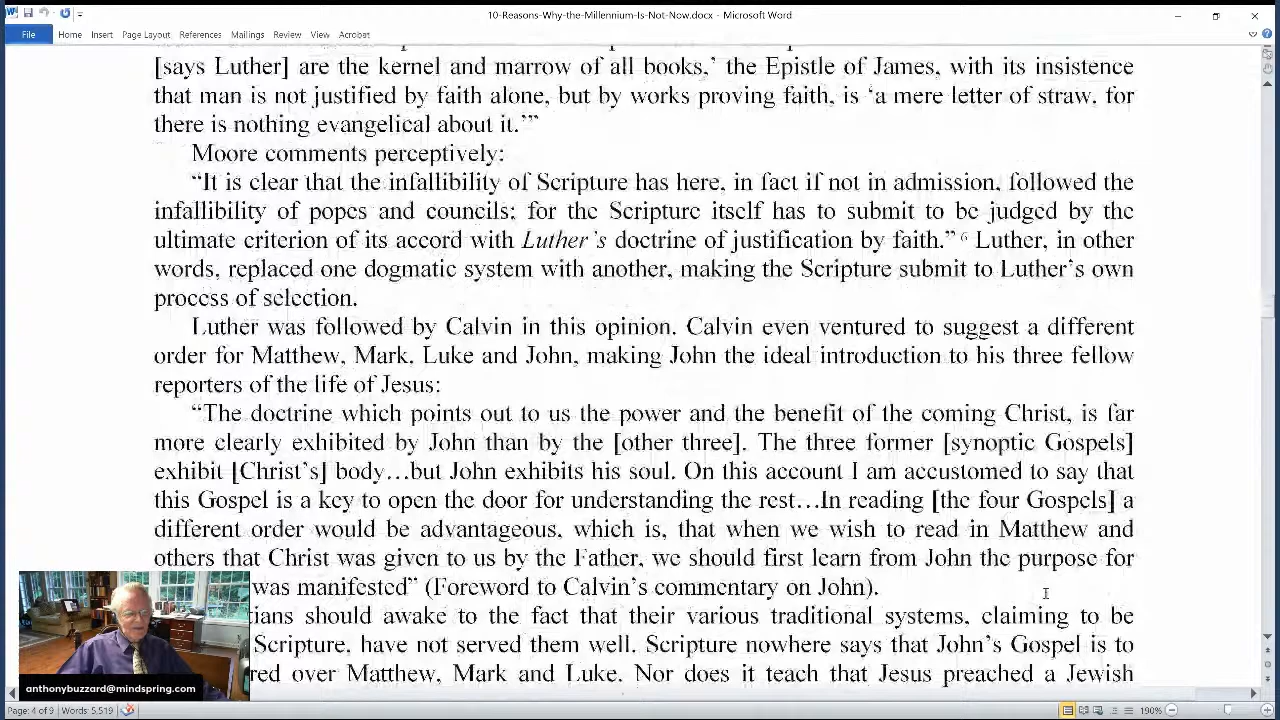 10-Reasons-Why-the-Millennium-Is-Not-Now.docx - Microsoft Word
File Home Insert Page Layout References Mailings Review View Acrobat
[says Luther] are the kernel and marrow of all books,’ the Epistle of James, with its insistence
that man is not justified by faith alone, but by works proving faith, is ‘a mere letter of straw, for
there is nothing evangelical about it.’”
Moore comments perceptively:
“It is clear that the infallibility of Scripture has here, in fact if not in admission, followed the
infallibility of popes and councils; for the Scripture itself has to submit to be judged by the
ultimate criterion of its accord with Luther’s doctrine of justification by faith.” 6 Luther, in other
words, replaced one dogmatic system with another, making the Scripture submit to Luther’s own
process of selection.
Luther was followed by Calvin in this opinion. Calvin even ventured to suggest a different
order for Matthew, Mark, Luke and John, making John the ideal introduction to his three fellow
reporters of the life of Jesus:
“The doctrine which points out to us the power and the benefit of the coming Christ, is far
more clearly exhibited by John than by the [other three]. The three former [synoptic Gospels]
exhibit [Christ’s] body…but John exhibits his soul. On this account I am accustomed to say that
this Gospel is a key to open the door for understanding the rest…In reading [the four Gospels] a
different order would be advantageous, which is, that when we wish to read in Matthew and
others that Christ was given to us by the Father, we should first learn from John the purpose for
was manifested” (Foreword to Calvin’s commentary on John).
tians should awake to the fact that their various traditional systems, claiming to be
Scripture, have not served them well. Scripture nowhere says that John’s Gospel is to
red over Matthew, Mark and Luke. Nor does it teach that Jesus preached a Jewish
anthonybuzzard@mindspring.com
Page: 4 of 9 Words: 5,519 190%